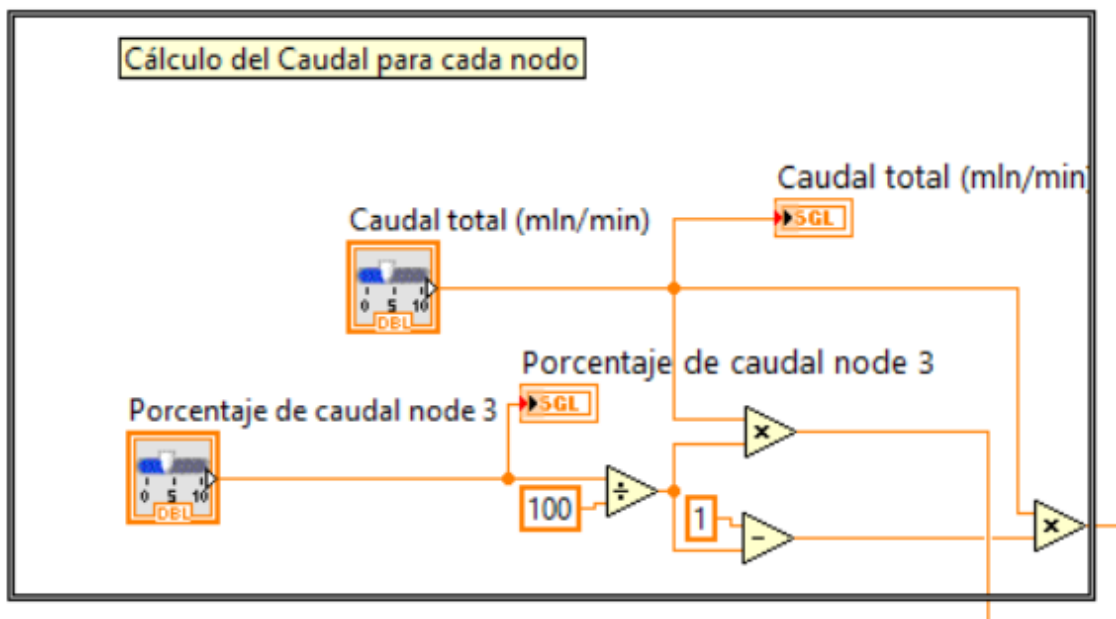 Cálculo del Caudal para cada nodo
Caudal total (mln/min)
SGL
Caudal total (mln/min)
0 5 10
DBL
Porcentaje de caudal node 3
SGL
Porcentaje de caudal node 3
0 5 10
DBL
×
÷
100
1
−
×